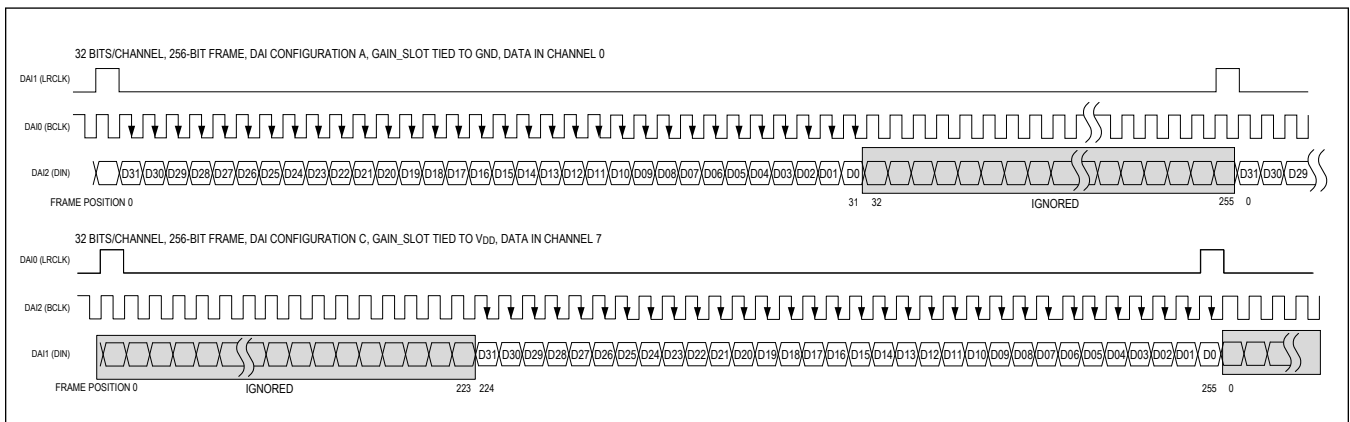 32 BITS/CHANNEL, 256-BIT FRAME, DAI CONFIGURATION A, GAIN_SLOT TIED TO GND, DATA IN CHANNEL 0
DAI1 (LRCLK)
DAI0 (BCLK)
DAI2 (DIN) D31 D30 D29 D28 D27 D26 D25 D24 D23 D22 D21 D20 D19 D18 D17 D16 D15 D14 D13 D12 D11 D10 D09 D08 D07 D06 D05 D04 D03 D02 D01 D0 D31 D30 D29
FRAME POSITION 0 31 32 IGNORED 255 0
32 BITS/CHANNEL, 256-BIT FRAME, DAI CONFIGURATION C, GAIN_SLOT TIED TO VDD, DATA IN CHANNEL 7
DAI0 (LRCLK)
DAI2 (BCLK)
DAI1 (DIN) D31 D30 D29 D28 D27 D26 D25 D24 D23 D22 D21 D20 D19 D18 D17 D16 D15 D14 D13 D12 D11 D10 D09 D08 D07 D06 D05 D04 D03 D02 D01 D0
FRAME POSITION 0 IGNORED 223 224 255 0